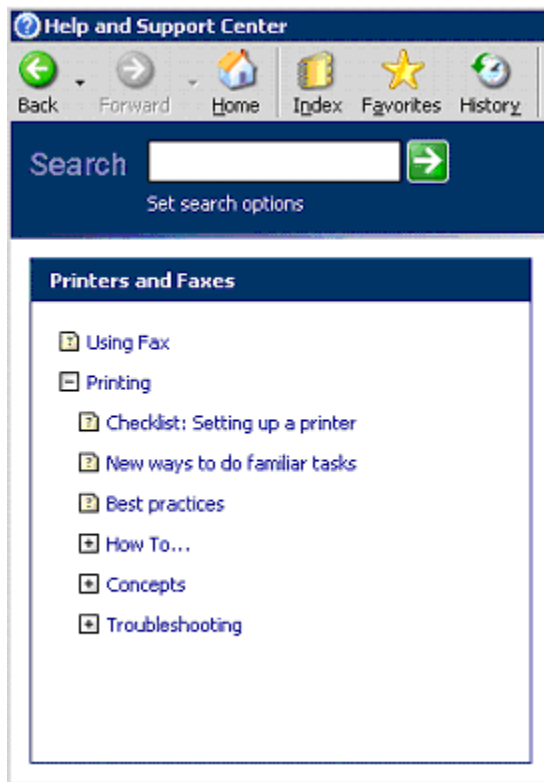 Help and Support Center
Back Forward Home Index Favorites History
Search
Set search options
Printers and Faxes
Using Fax
Printing
Checklist: Setting up a printer
New ways to do familiar tasks
Best practices
How To...
Concepts
Troubleshooting